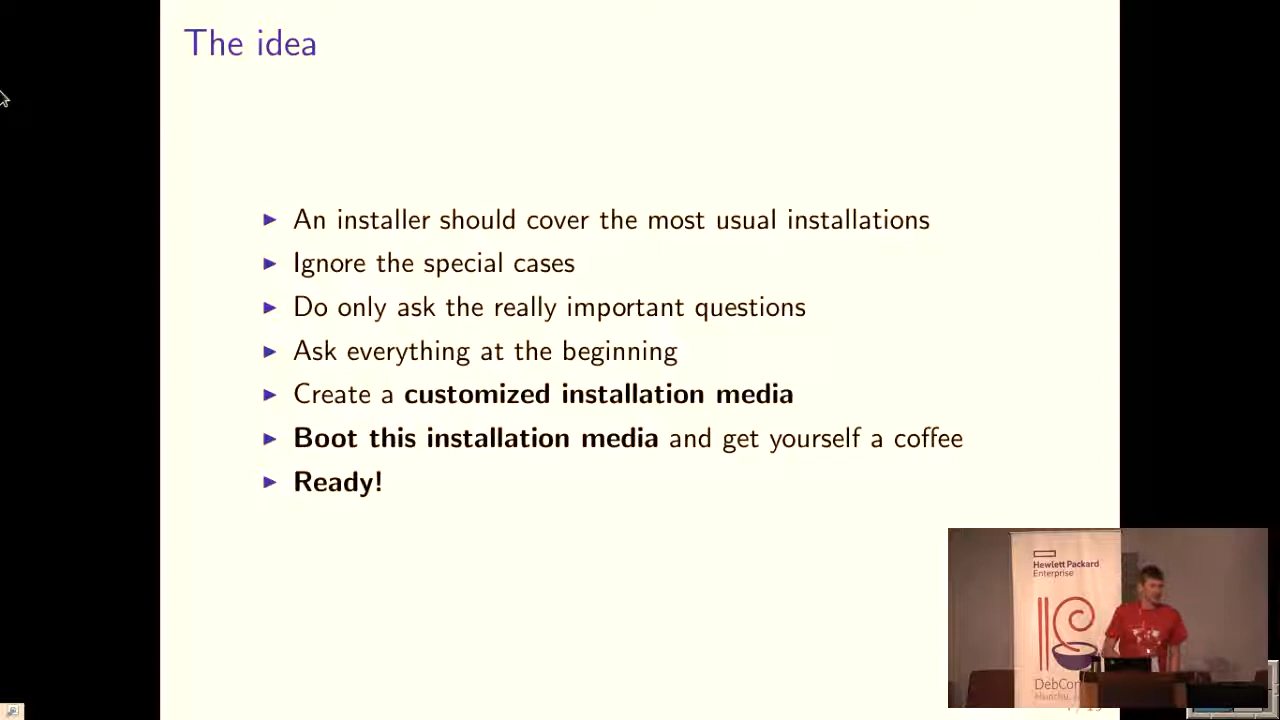 The idea
An installer should cover the most usual installations
Ignore the special cases
Do only ask the really important questions
Ask everything at the beginning
Create a customized installation media
Boot this installation media and get yourself a coffee
Ready!
Hewlett Packard
Enterprise